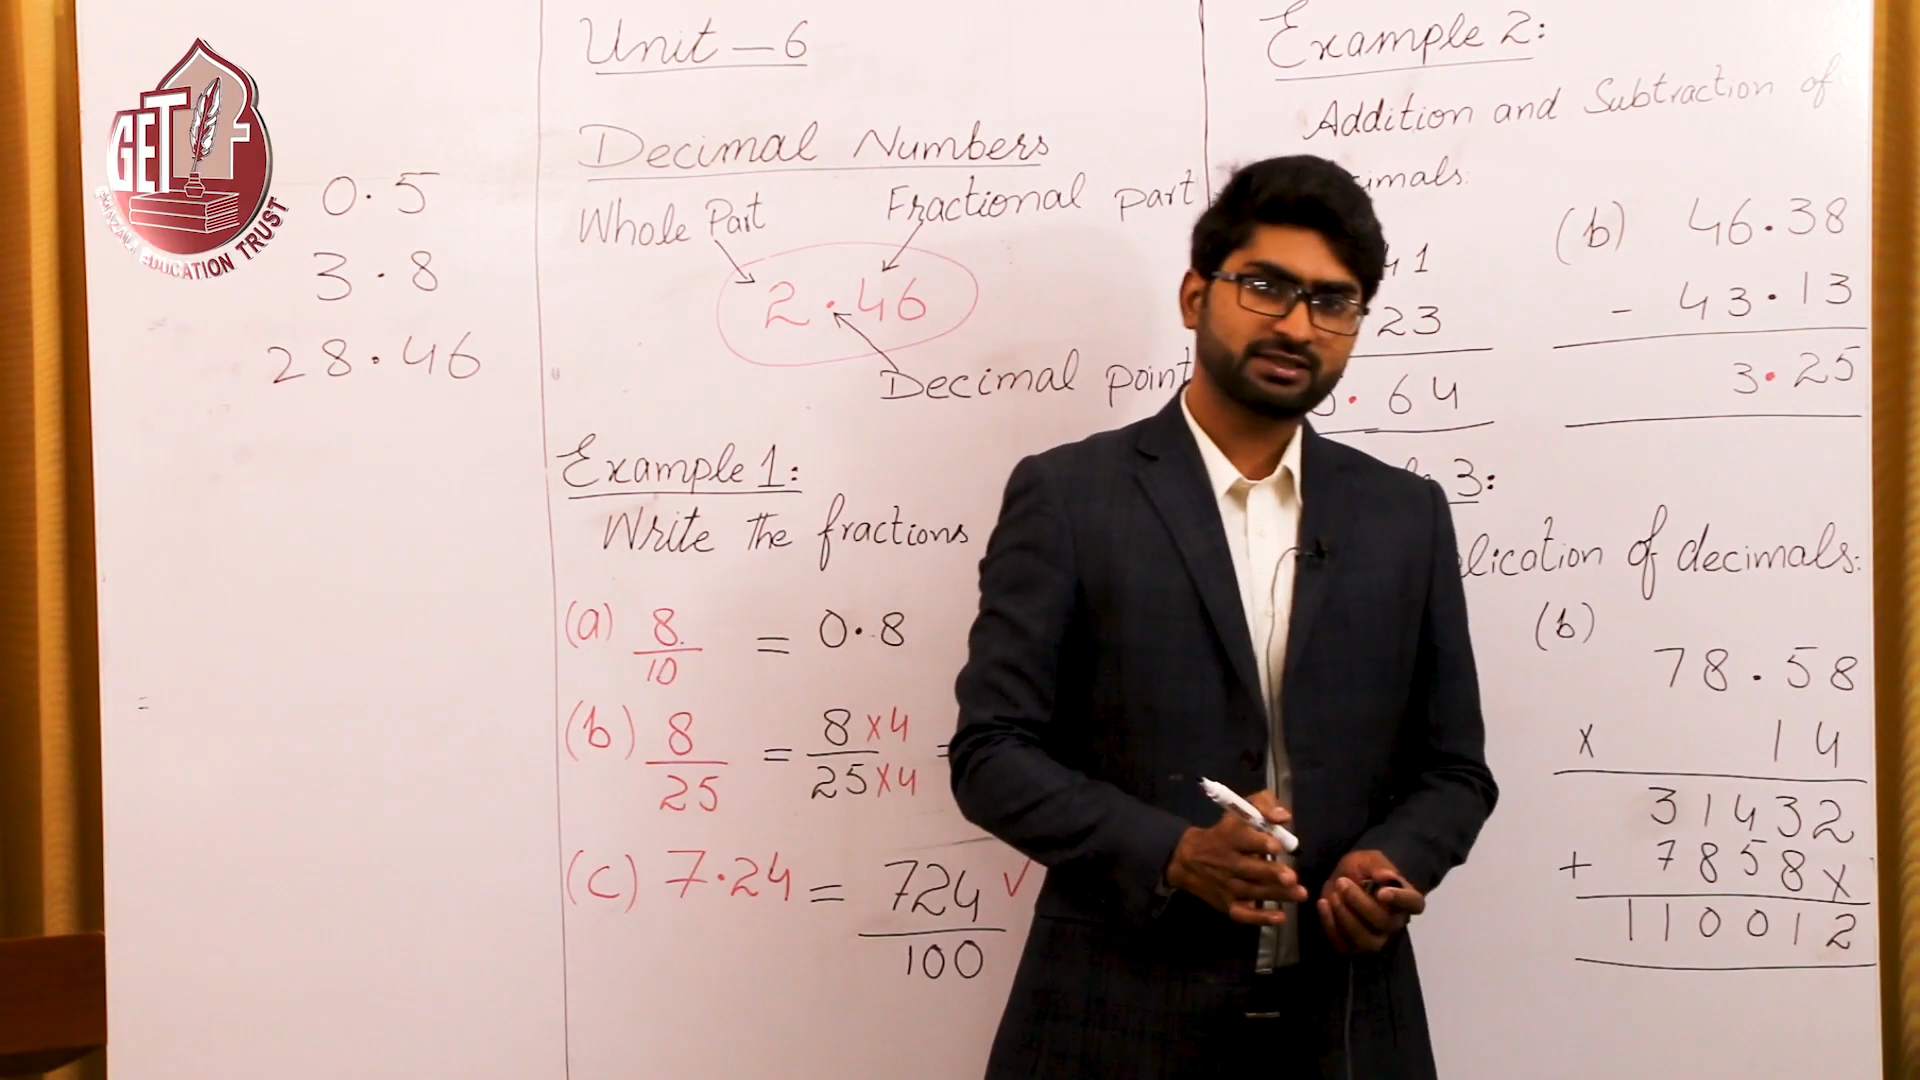 GETF
GHAZALI EDUCATION TRUST
0.5
3.8
28.46
Unit - 6
Decimal Numbers
Whole Part
Fractional part
2.46
Decimal point
Example 1:
Write the fractions
(a) 8/10 = 0.8
(b) 8/25 = 8×4/25×4 =
(c) 7.24 = 724/100 ✓
Example 2:
Addition and Subtraction of
41
23
. 64
(b) 46.38
- 43.13
3.25
3:
of decimals:
(b)
78.58
× 14
31432
+ 7858×
110012